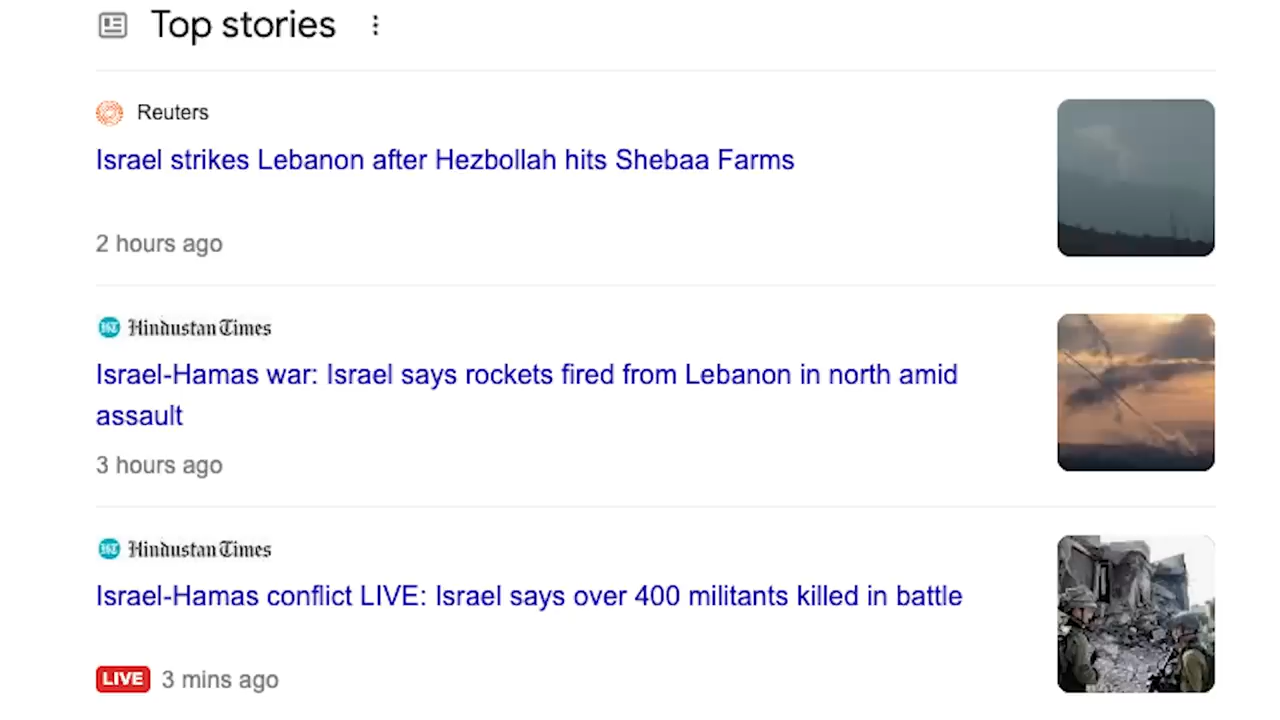 Top stories
Reuters
Israel strikes Lebanon after Hezbollah hits Shebaa Farms
2 hours ago
HT Hindustan Times
Israel-Hamas war: Israel says rockets fired from Lebanon in north amid
assault
3 hours ago
HT Hindustan Times
Israel-Hamas conflict LIVE: Israel says over 400 militants killed in battle
LIVE 3 mins ago